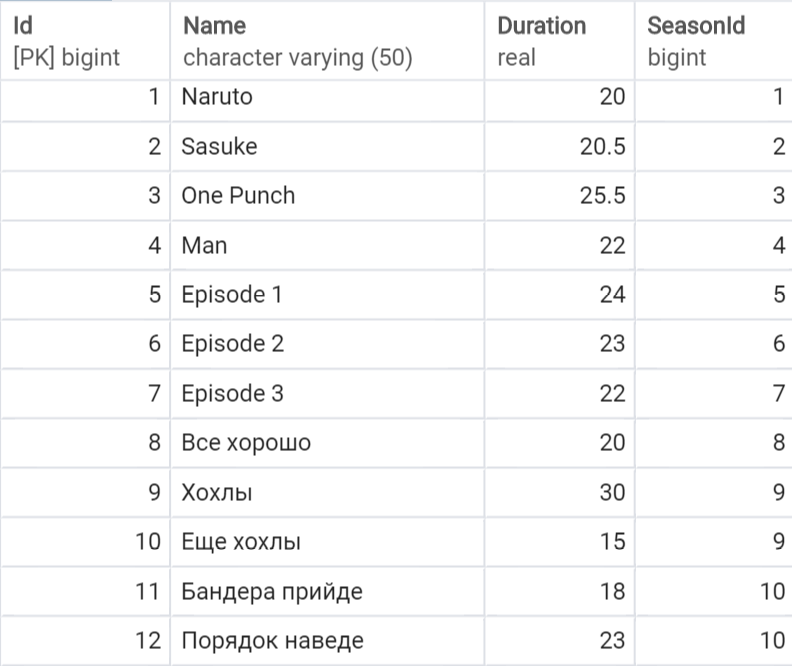 Id Name Duration SeasonId
[PK] bigint character varying (50) real bigint
1 Naruto 20 1
2 Sasuke 20.5 2
3 One Punch 25.5 3
4 Man 22 4
5 Episode 1 24 5
6 Episode 2 23 6
7 Episode 3 22 7
8 Все хорошо 20 8
9 Хохлы 30 9
10 Еще хохлы 15 9
11 Бандера прийде 18 10
12 Порядок наведе 23 10